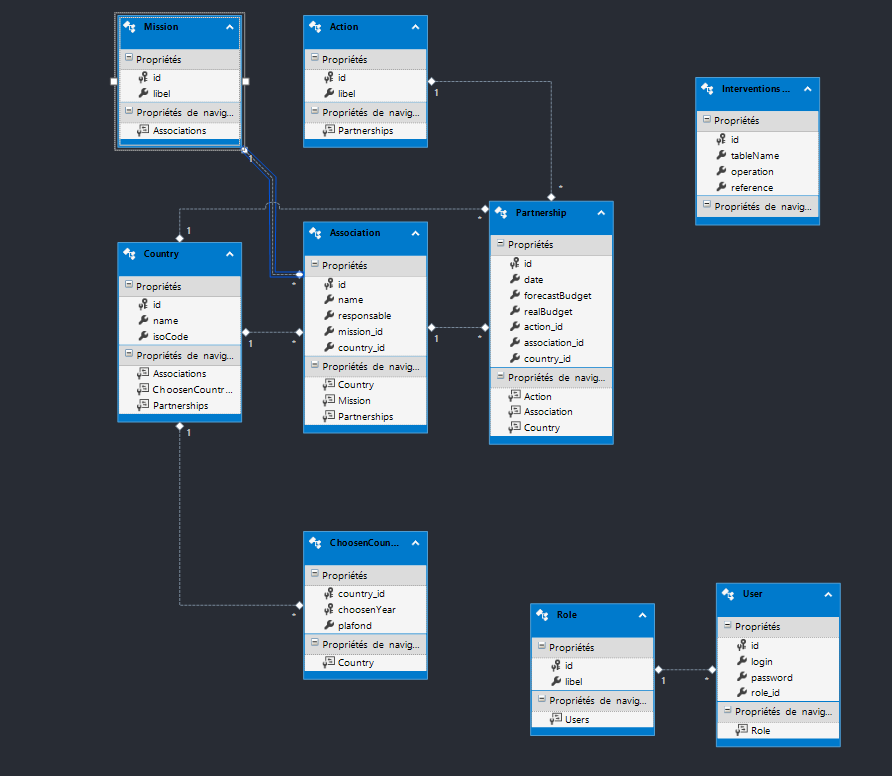 Mission
Propriétés
id
libel
Propriétés de navig...
Associations
1
Action
Propriétés
id
libel
Propriétés de navig...
Partnerships
1
*
Interventions ...
Propriétés
id
tableName
operation
reference
Propriétés de navig...
Country
Propriétés
id
name
isoCode
Propriétés de navig...
Associations
ChoosenCountr ...
Partnerships
1
1
1
Association
Propriétés
id
name
responsable
mission_id
country_id
Propriétés de navig...
Country
Mission
Partnerships
*
*
1
Partnership
Propriétés
id
date
forecastBudget
realBudget
action_id
association_id
country_id
Propriétés de navig...
Action
Association
Country
*
*
ChoosenCoun...
Propriétés
country_id
choosenYear
plafond
Propriétés de navig...
Country
*
Role
Propriétés
id
libel
Propriétés de navig...
Users
1
*
User
Propriétés
id
login
password
role_id
Propriétés de navig...
Role